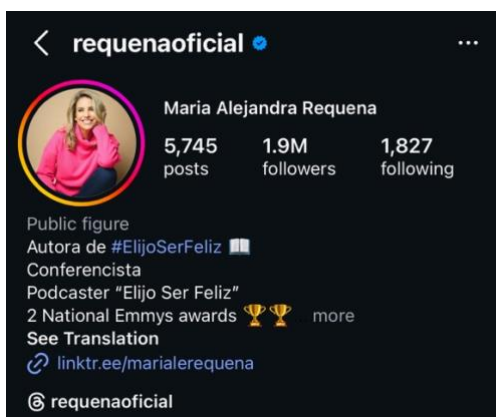 requenaoficial
Maria Alejandra Requena
5,745 1.9M 1,827
posts followers following
Public figure
Autora de #ElijoSerFeliz
Conferencista
Podcaster “Elijo Ser Feliz”
2 National Emmys awards 🏆🏆 more
See Translation
linktr.ee/marialerequena
requenaoficial